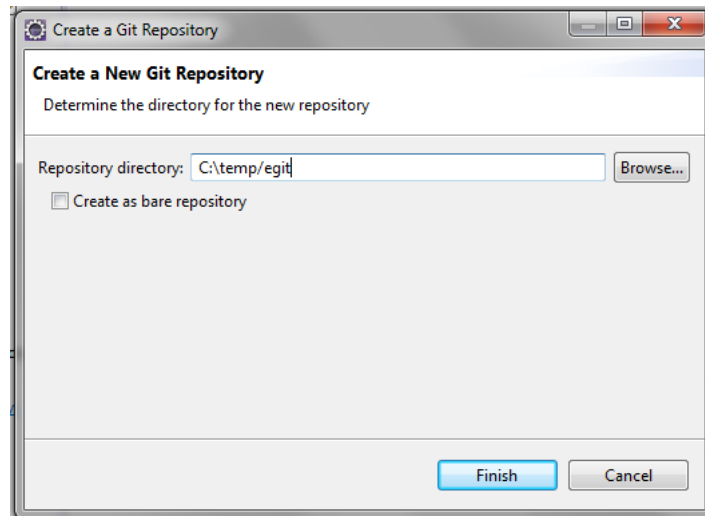 Create a Git Repository
Create a New Git Repository
Determine the directory for the new repository
Repository directory: C:\temp/egit Browse...
Create as bare repository
Finish Cancel